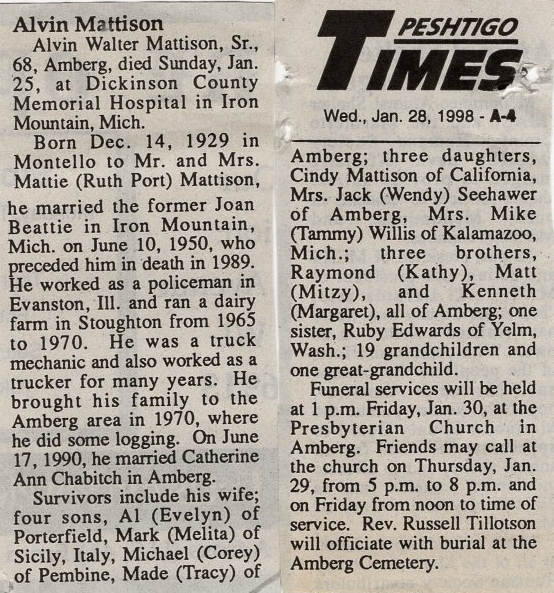 Alvin Mattison
Alvin Walter Mattison, Sr.,
68, Amberg, died Sunday, Jan.
25, at Dickinson County
Memorial Hospital in Iron
Mountain, Mich.
Born Dec. 14, 1929 in
Montello to Mr. and Mrs.
Mattie (Ruth Port) Mattison,
he married the former Joan
Beattie in Iron Mountain,
Mich. on June 10, 1950, who
preceded him in death in 1989.
He worked as a policeman in
Evanston, Ill. and ran a dairy
farm in Stoughton from 1965
to 1970. He was a truck
mechanic and also worked as a
trucker for many years. He
brought his family to the
Amberg area in 1970, where
he did some logging. On June
17, 1990, he married Catherine
Ann Chabitch in Amberg.
Survivors include his wife;
four sons, Al (Evelyn) of
Porterfield, Mark (Melita) of
Sicily, Italy, Michael (Corey)
of Pembine, Made (Tracy) of
PESHTIGO
TIMES
Wed., Jan. 28, 1998 - A-4
Amberg; three daughters,
Cindy Mattison of California,
Mrs. Jack (Wendy) Seehawer
of Amberg, Mrs. Mike
(Tammy) Willis of Kalamazoo,
Mich.; three brothers,
Raymond (Kathy), Matt
(Mitzy), and Kenneth
(Margaret), all of Amberg; one
sister, Ruby Edwards of Yelm,
Wash.; 19 grandchildren and
one great-grandchild.
Funeral services will be held
at 1 p.m. Friday, Jan. 30, at the
Presbyterian Church in
Amberg. Friends may call at
the church on Thursday, Jan.
29, from 5 p.m. to 8 p.m. and
on Friday from noon to time of
service. Rev. Russell Tillotson
will officiate with burial at the
Amberg Cemetery.